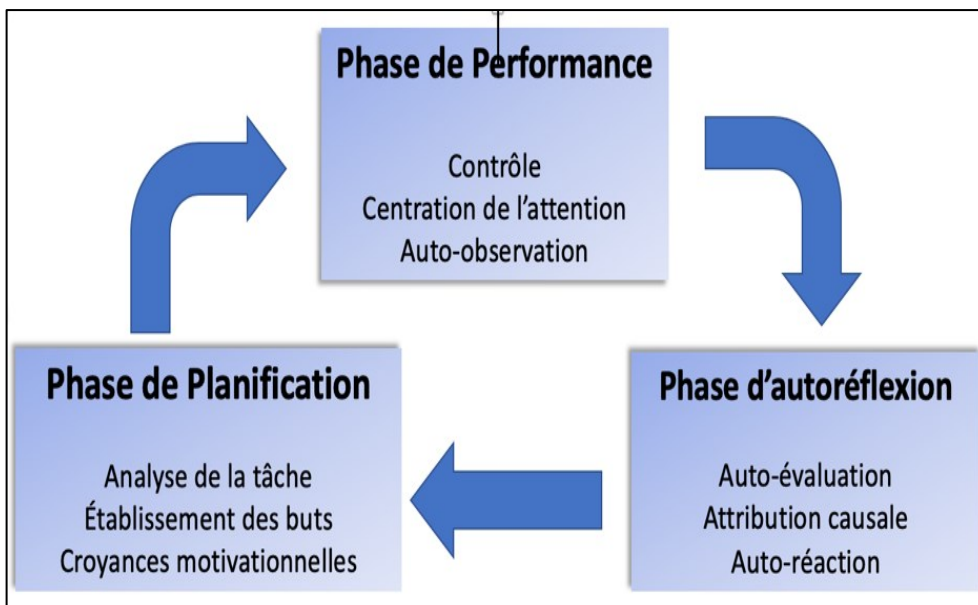 Phase de Performance
Contrôle
Centration de l’attention
Auto-observation
Phase de Planification
Analyse de la tâche
Établissement des buts
Croyances motivationnelles
Phase d’autoréflexion
Auto-évaluation
Attribution causale
Auto-réaction